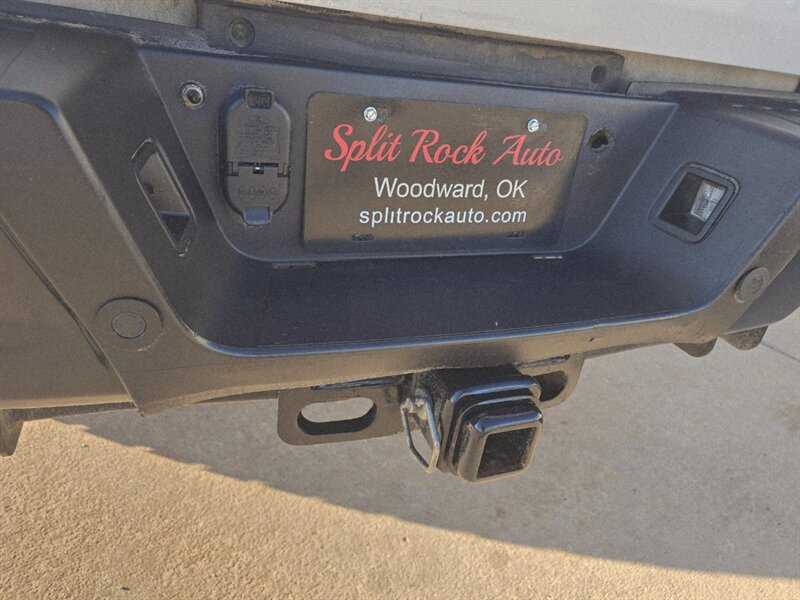 Split Rock Auto
Woodward, OK
splitrockauto.com